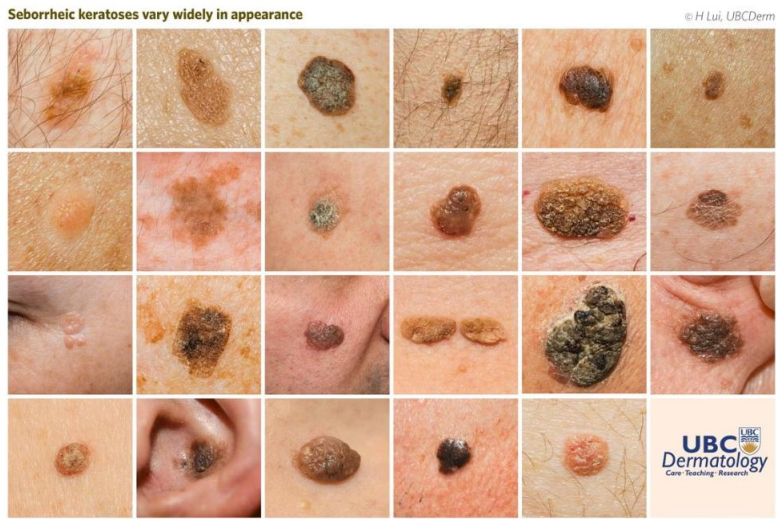 Seborrheic keratoses vary widely in appearance
© H Lui, UBCDerm
UBC
Dermatology
Care · Teaching · Research